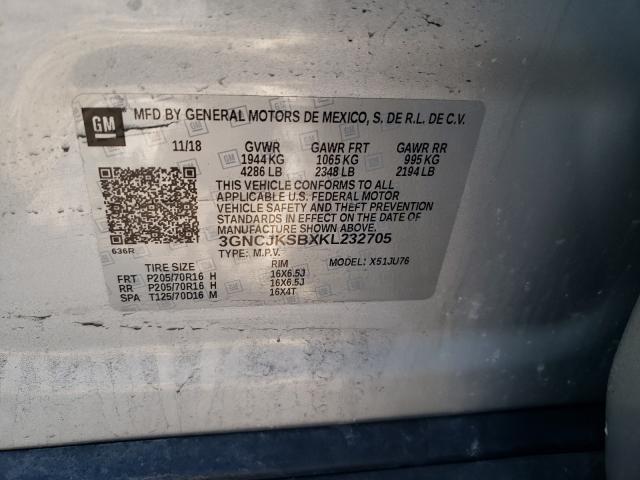 GM
MFD BY GENERAL MOTORS DE MEXICO, S. DE R.L. DE C.V.
11/18 GVWR GAWR FRT GAWR RR
1944 KG 1065 KG 995 KG
4286 LB 2348 LB 2194 LB
THIS VEHICLE CONFORMS TO ALL
APPLICABLE U.S. FEDERAL MOTOR
VEHICLE SAFETY AND THEFT
PREVENTION STANDARDS IN EFFECT ON THE DATE OF
MANUFACTURE SHOWN ABOVE.
3GNCJKSBXKL232705
636R TYPE: M.P.V. MODEL: X51JU76
TIRE SIZE RIM
FRT P205/70R16 H 16X6.5J
RR P205/70R16 H 16X6.5J
SPA T125/70D16 M 16X4T